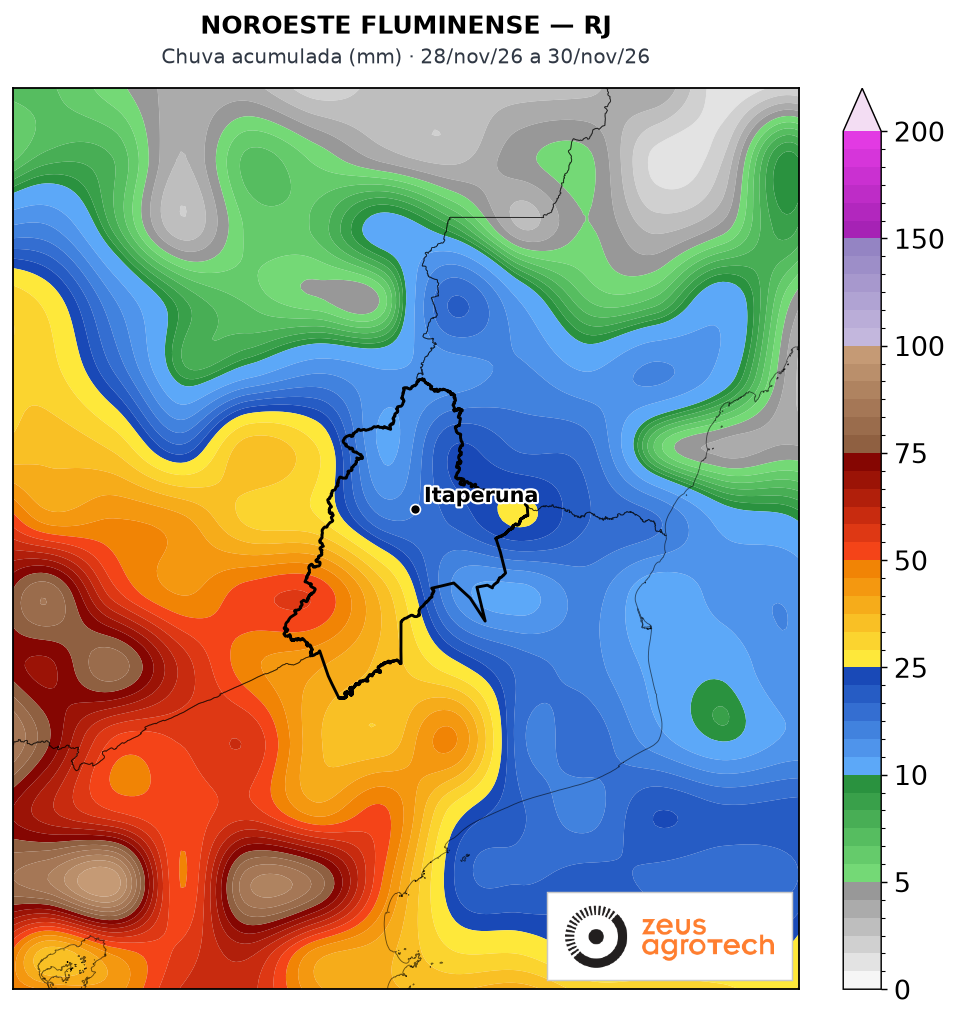 NOROESTE FLUMINENSE — RJ
Chuva acumulada (mm) · 28/nov/26 a 30/nov/26
200
150
100
75
50
25
10
5
0
Itaperuna
zeus
agrotech